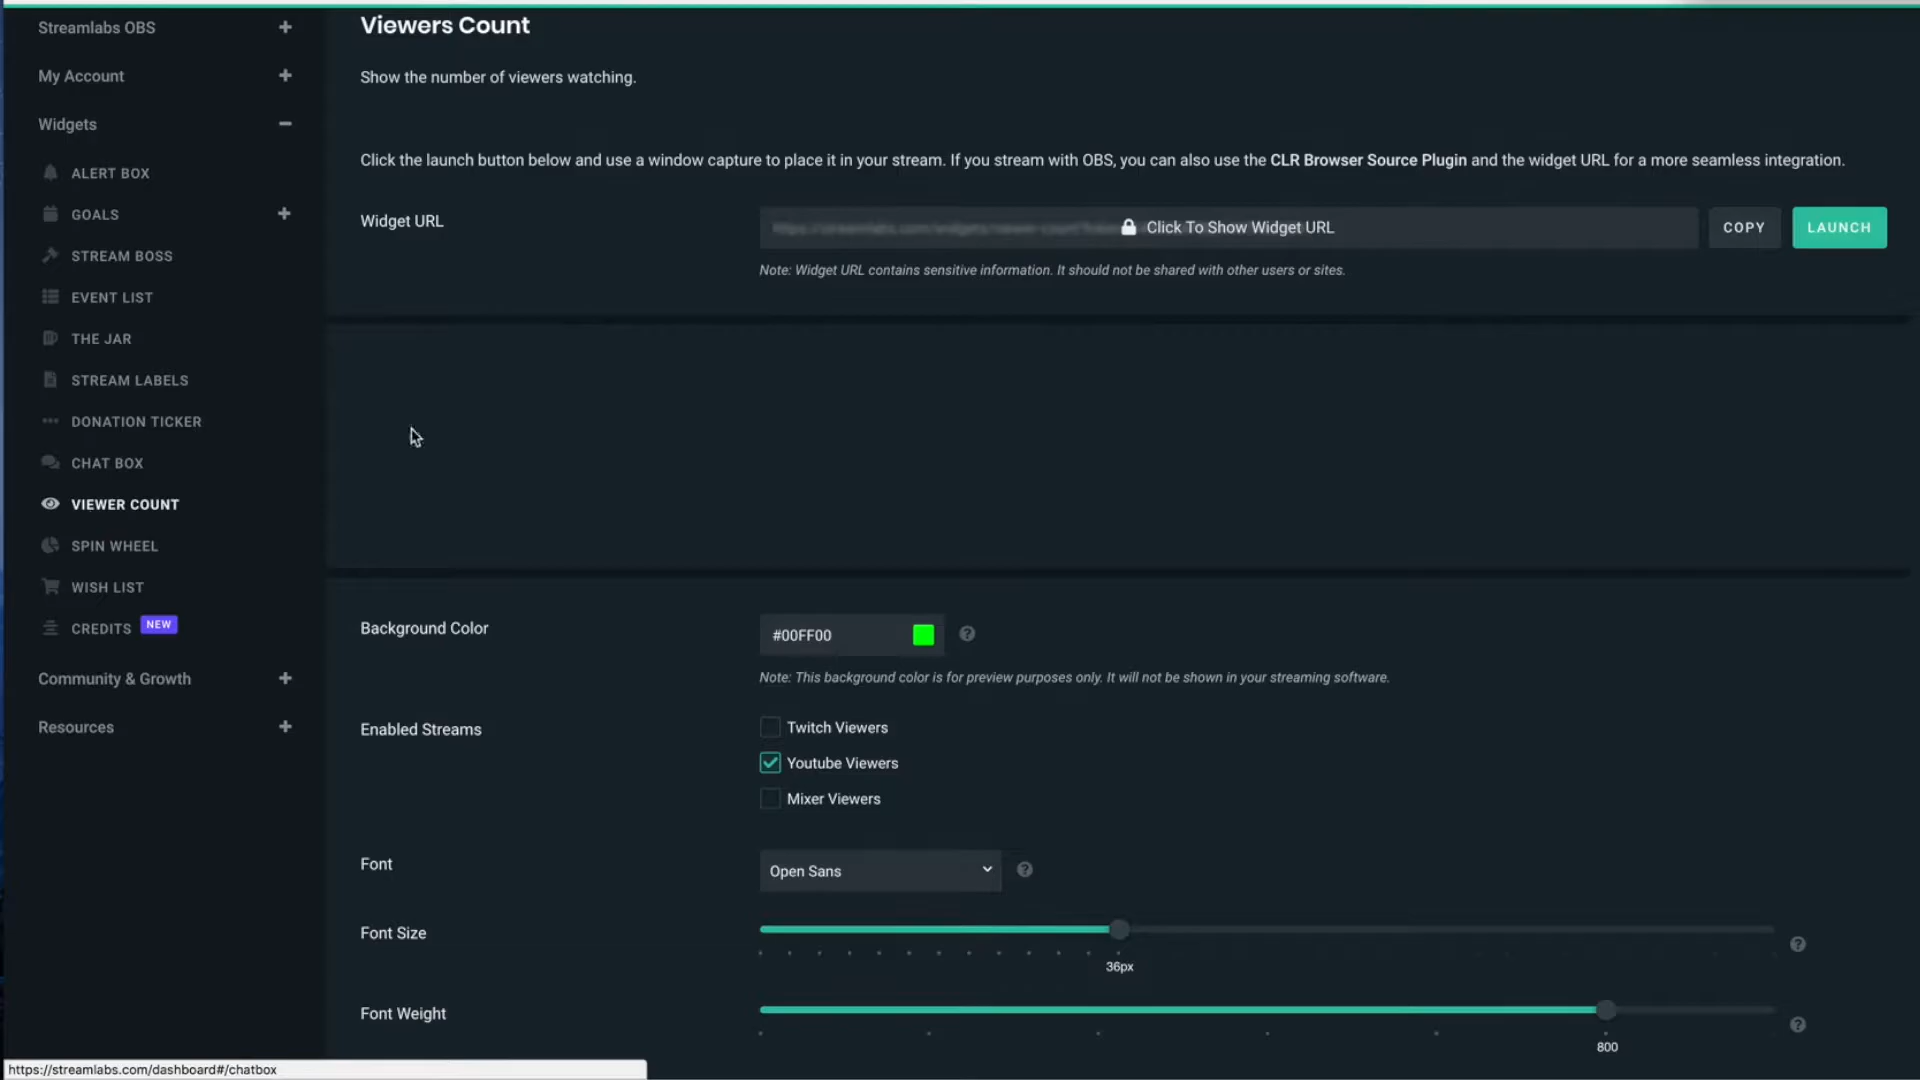 Streamlabs OBS
My Account
Widgets
ALERT BOX
GOALS
STREAM BOSS
EVENT LIST
THE JAR
STREAM LABELS
DONATION TICKER
CHAT BOX
VIEWER COUNT
SPIN WHEEL
WISH LIST
CREDITS NEW
Community & Growth
Resources
Viewers Count
Show the number of viewers watching.
Click the launch button below and use a window capture to place it in your stream. If you stream with OBS, you can also use the CLR Browser Source Plugin and the widget URL for a more seamless integration.
Widget URL
Click To Show Widget URL
COPY
LAUNCH
Note: Widget URL contains sensitive information. It should not be shared with other users or sites.
Background Color
#00FF00
Note: This background color is for preview purposes only. It will not be shown in your streaming software.
Enabled Streams
Twitch Viewers
Youtube Viewers
Mixer Viewers
Font
Open Sans
Font Size
36px
Font Weight
800
https://streamlabs.com/dashboard#/chatbox